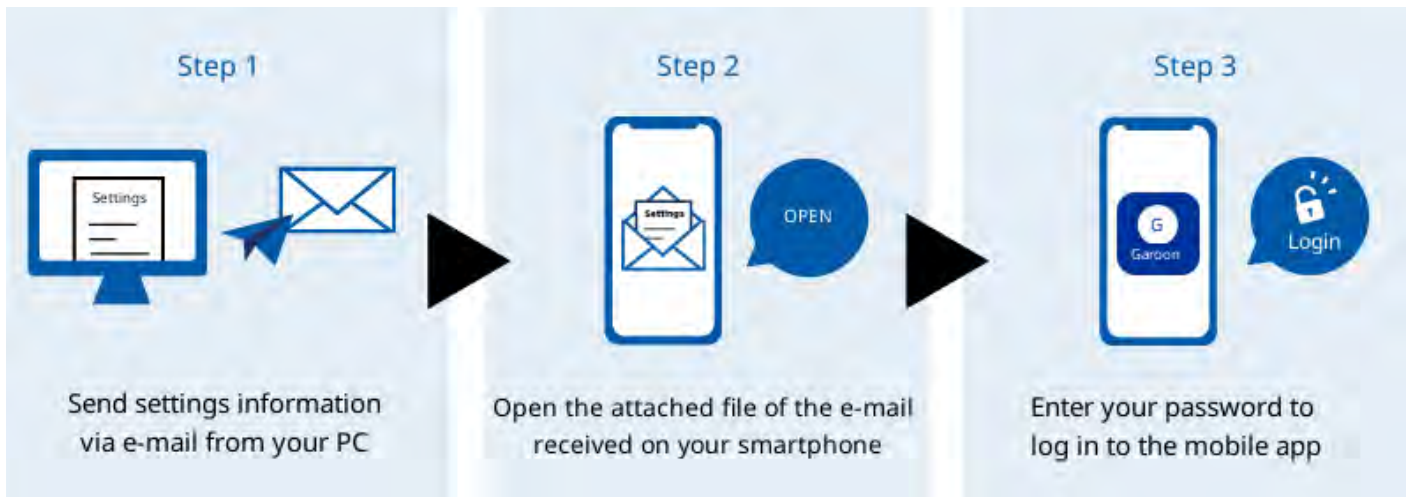 Step 1
Settings
Send settings information
via e-mail from your PC
Step 2
Settings
OPEN
Open the attached file of the e-mail
received on your smartphone
Step 3
G
Garoon
Login
Enter your password to
log in to the mobile app